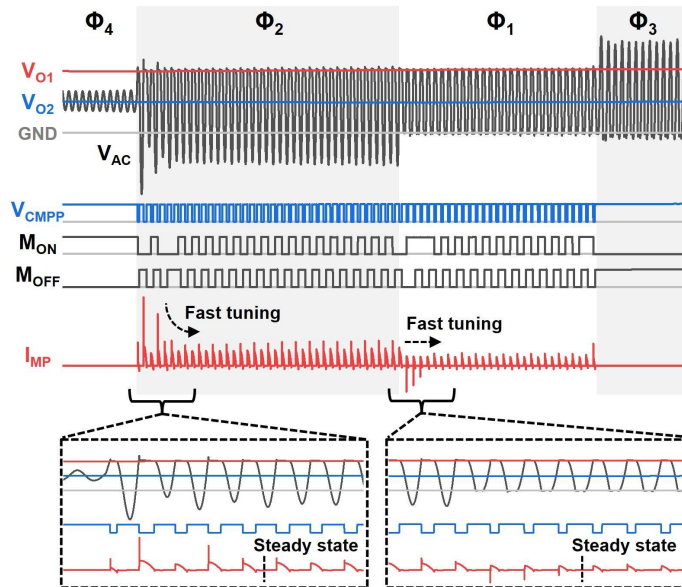 Φ4 Φ2 Φ1 Φ3
VO1
VO2
GND
VAC
VCMPP
MON
MOFF
Fast tuning
Fast tuning
IMP
Steady state
Steady state